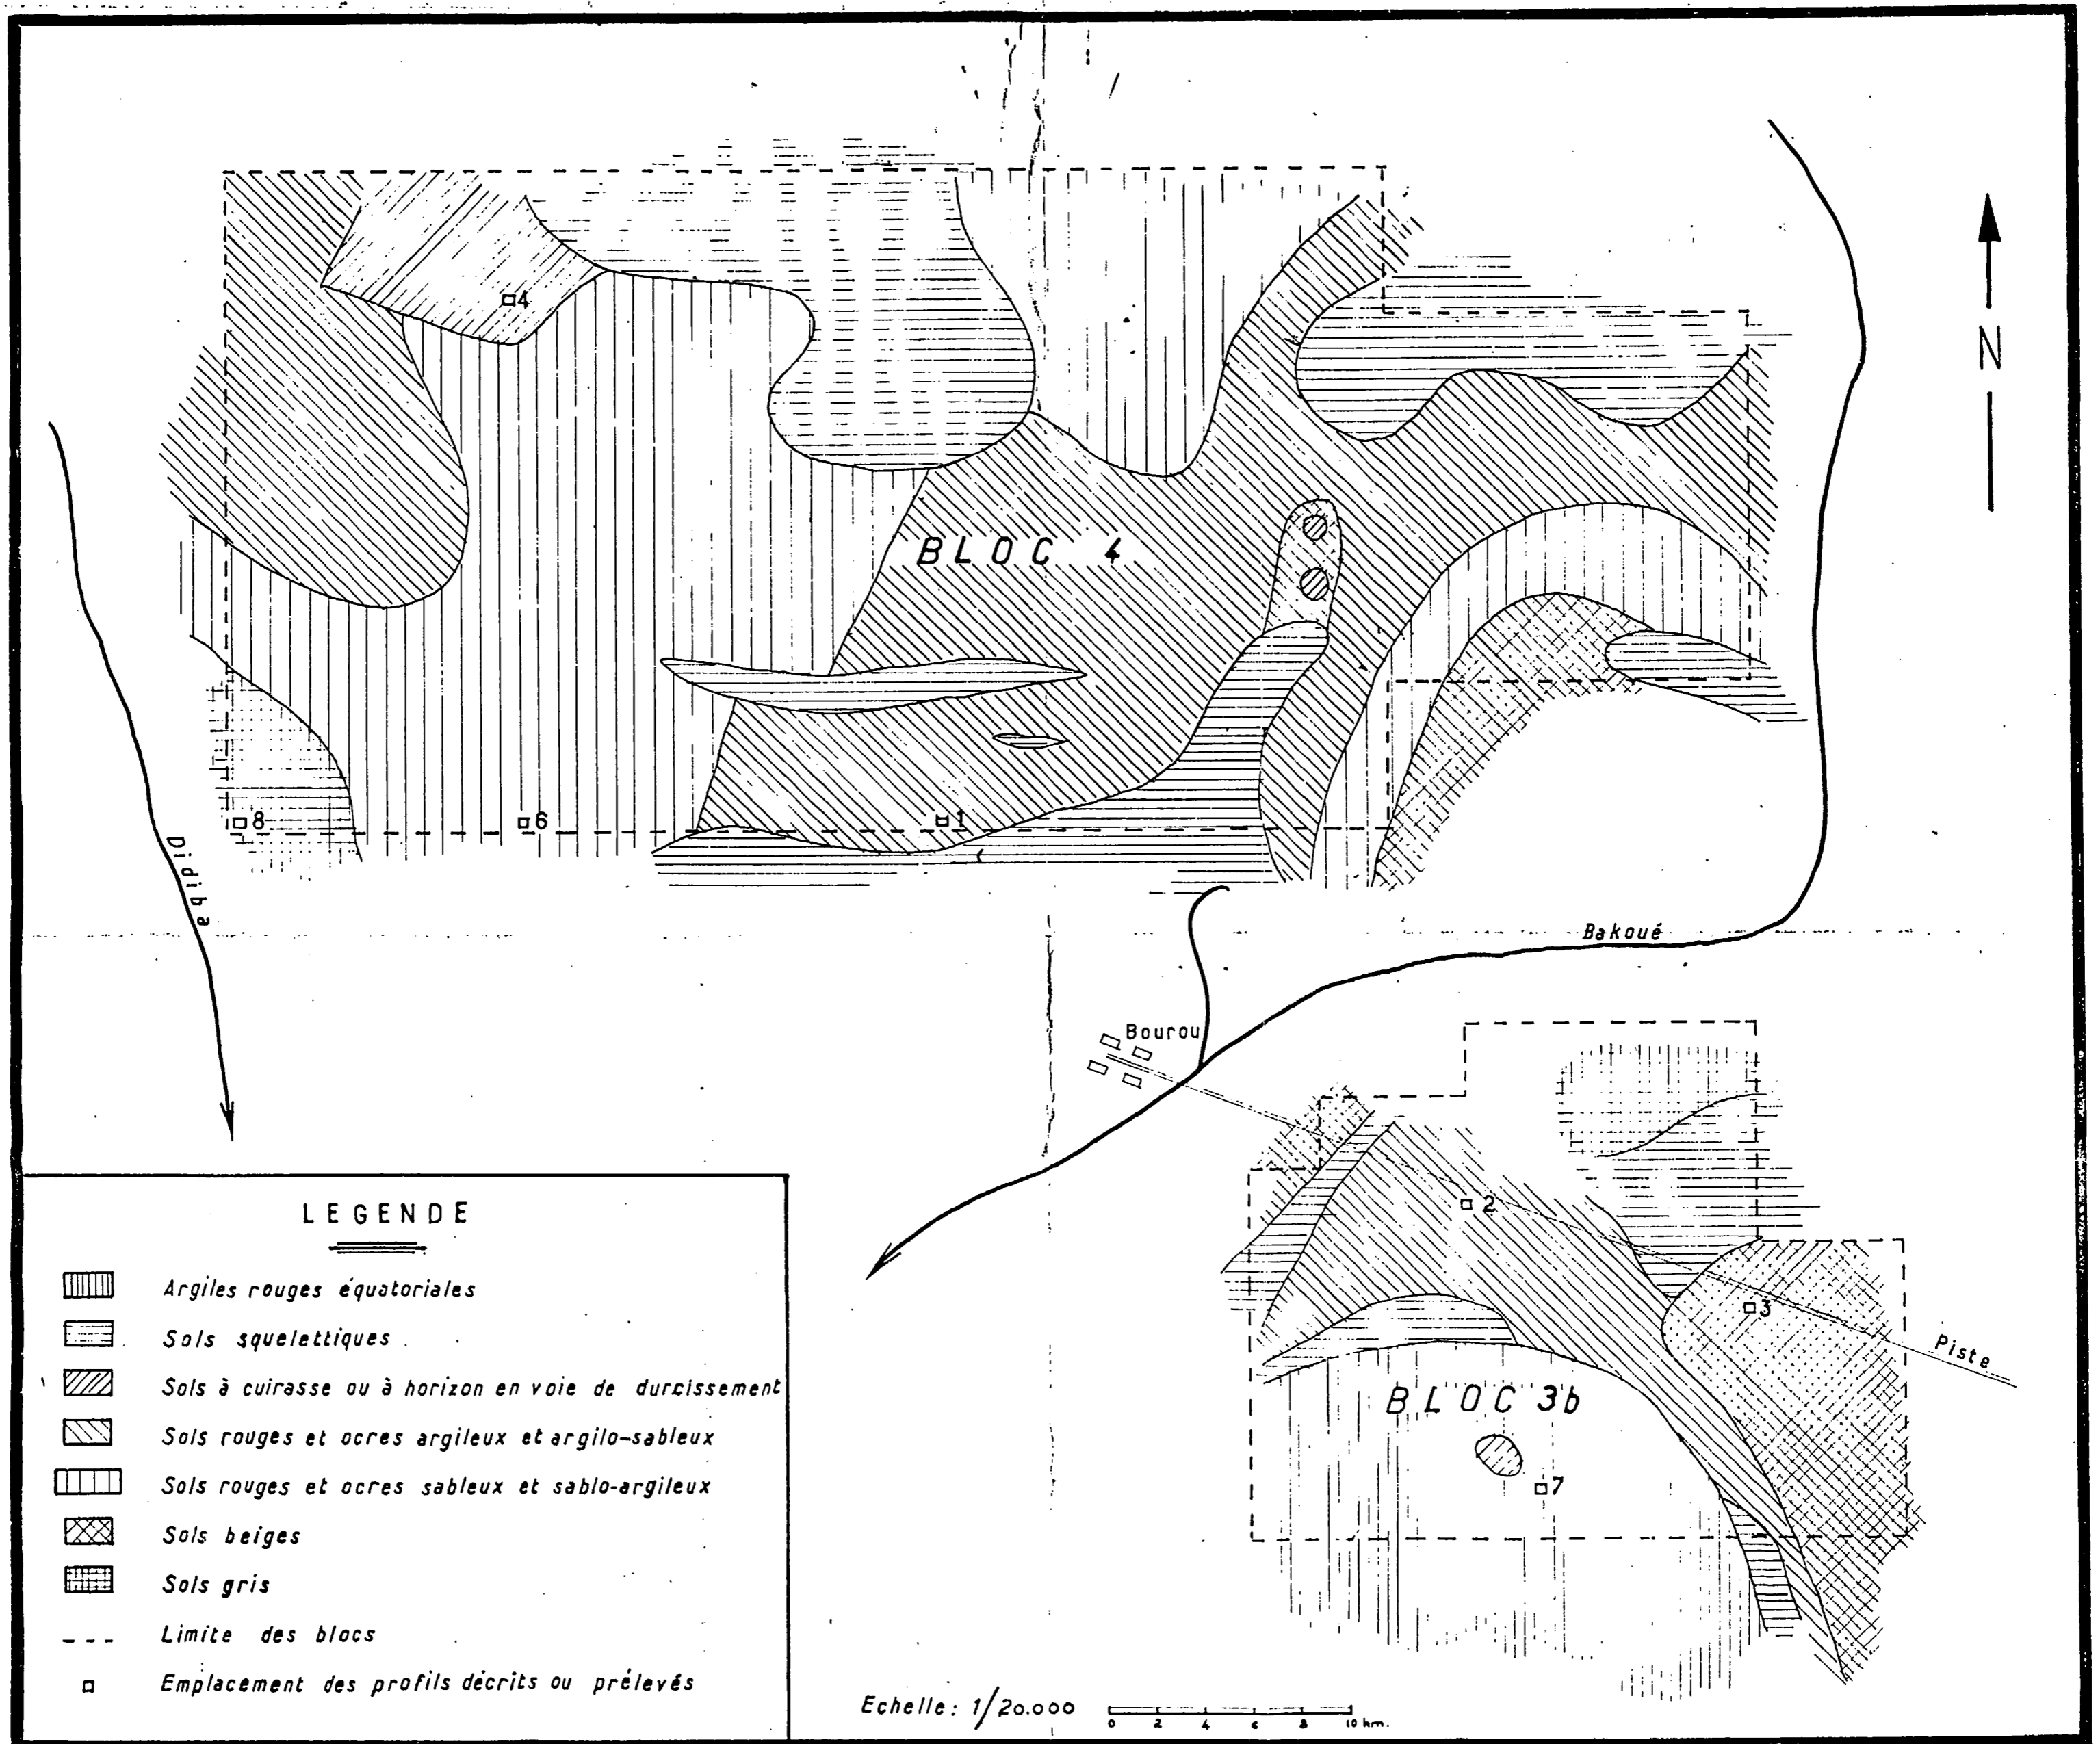 N
4
BLOC 4
8
6
1
Didiba
Bakoué
Bourou
2
3
Piste
BLOC 3b
7
LEGENDE
Argiles rouges équatoriales
Sols squelettiques
Sols à cuirasse ou à horizon en voie de durcissement
Sols rouges et ocres argileux et argilo-sableux
Sols rouges et ocres sableux et sablo-argileux
Sols beiges
Sols gris
Limite des blocs
Emplacement des profils décrits ou prélevés
Echelle: 1/20.000
0 2 4 6 8 10 hm.